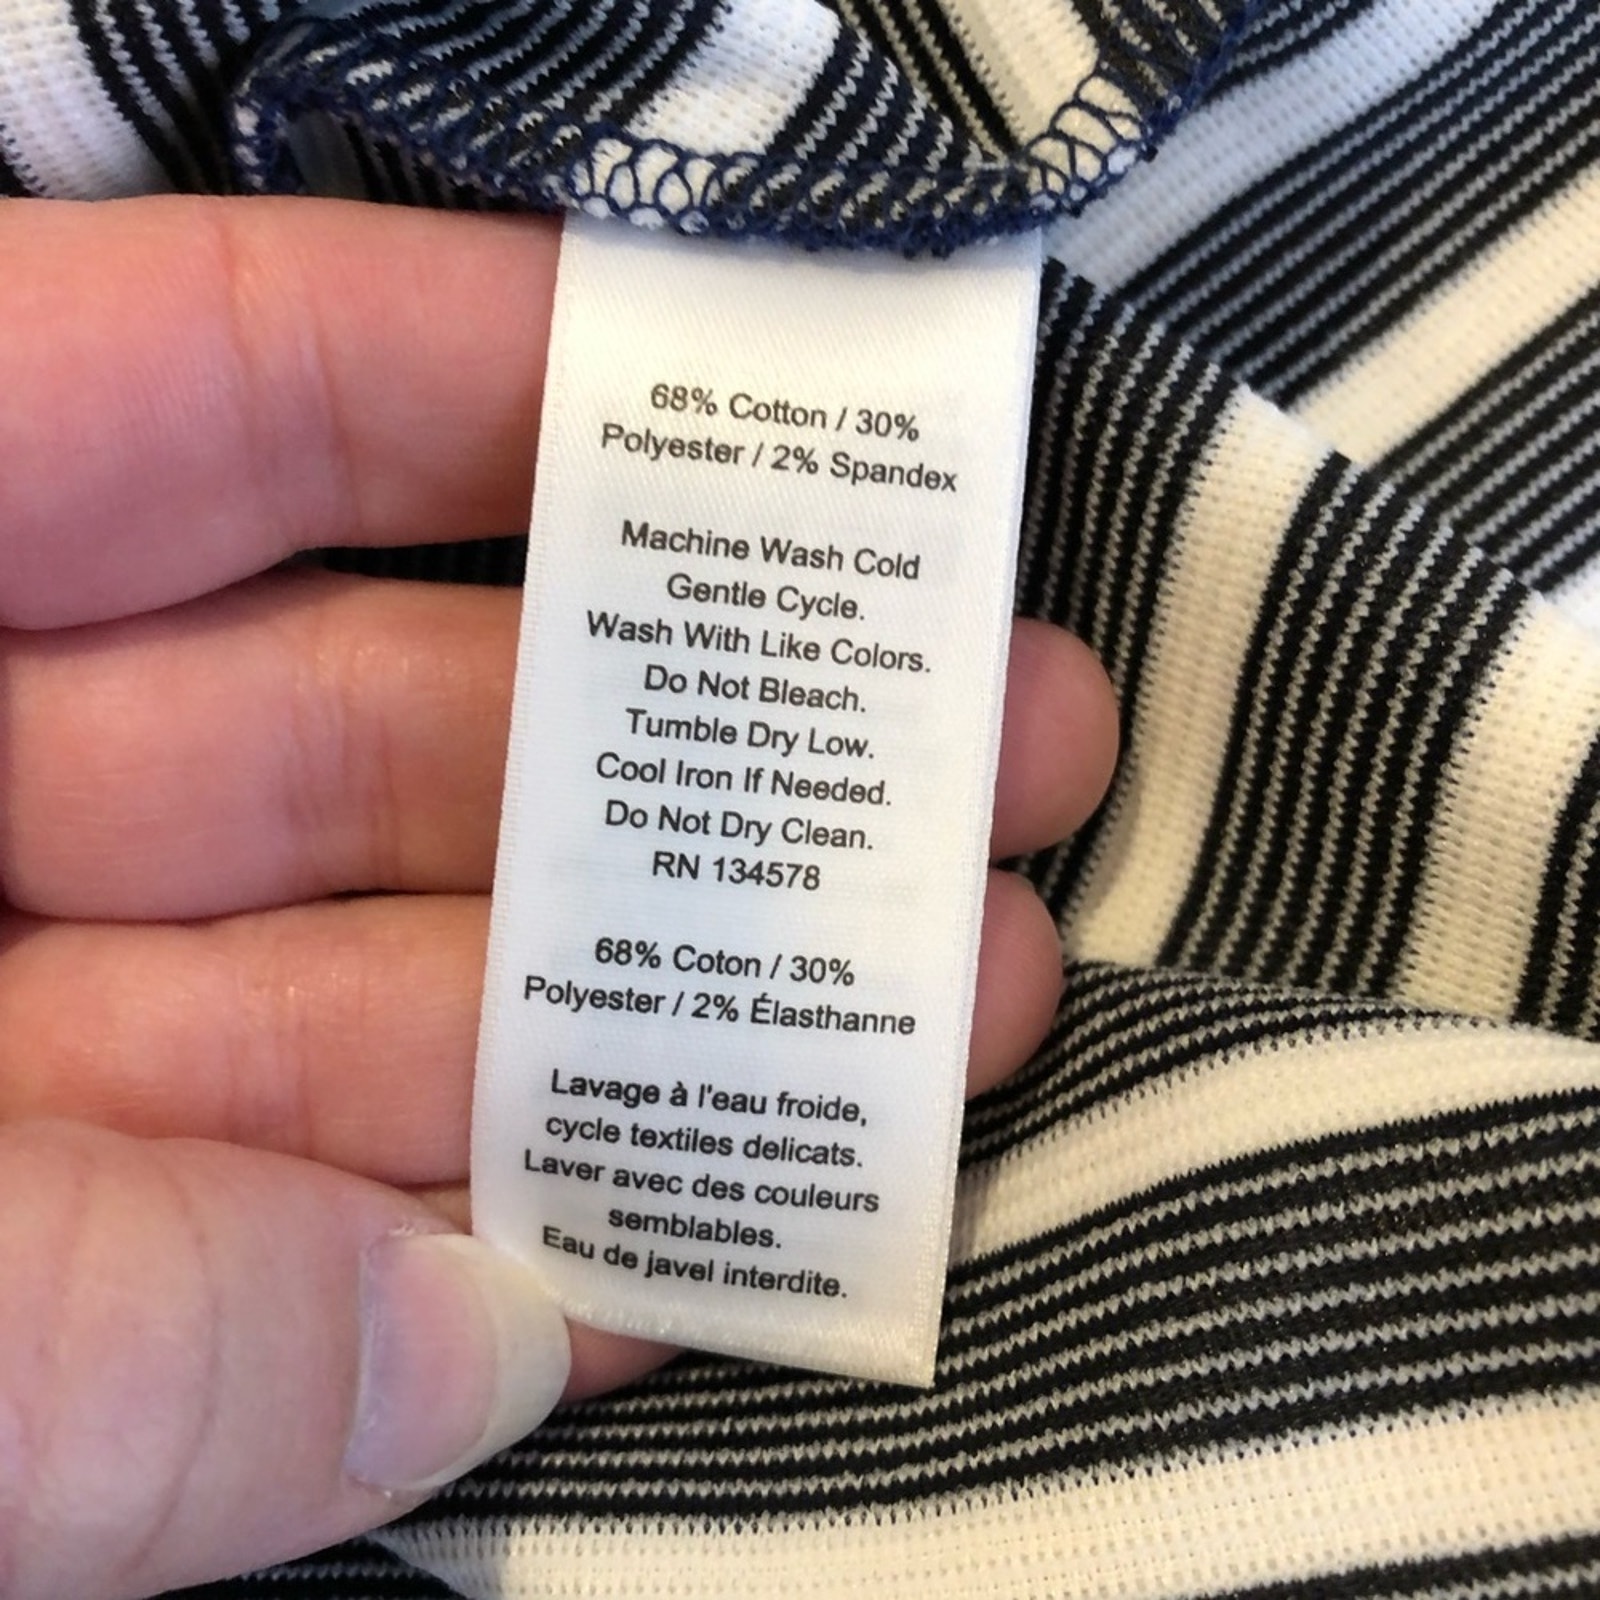 68% Cotton / 30%
Polyester / 2% Spandex
Machine Wash Cold
Gentle Cycle.
Wash With Like Colors.
Do Not Bleach.
Tumble Dry Low.
Cool Iron If Needed.
Do Not Dry Clean.
RN 134578
68% Coton / 30%
Polyester / 2% Élasthanne
Lavage à l'eau froide,
cycle textiles delicats.
Laver avec des couleurs
semblables.
Eau de javel interdite.